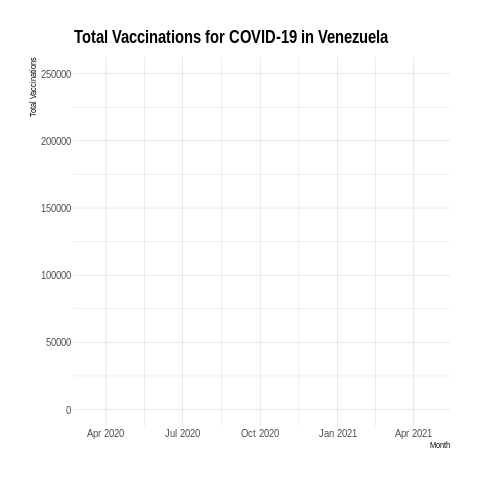 Total Vaccinations for COVID-19 in Venezuela
Total Vaccinations
250000
200000
150000
100000
50000
0
Apr 2020 Jul 2020 Oct 2020 Jan 2021 Apr 2021
Month